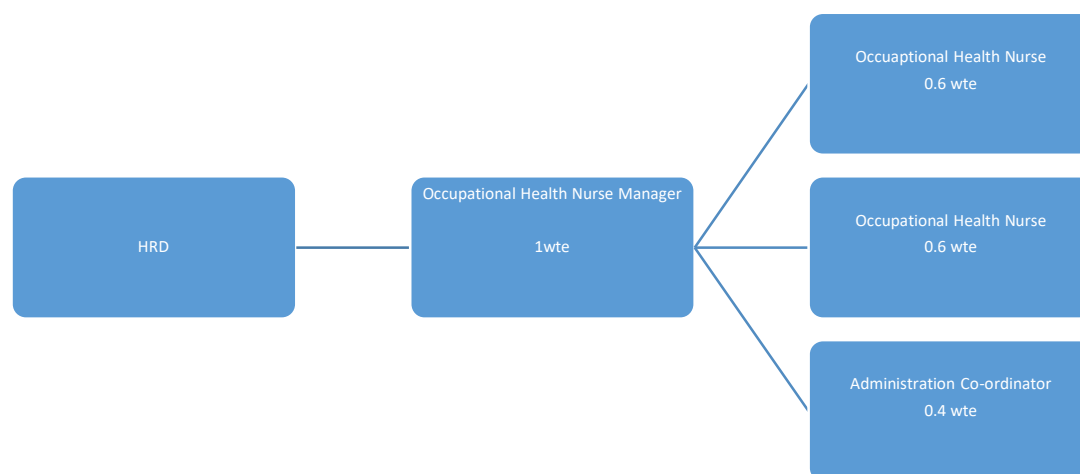 HRD
Occupational Health Nurse Manager
1wte
Occuaptional Health Nurse
0.6 wte
Occupational Health Nurse
0.6 wte
Administration Co-ordinator
0.4 wte